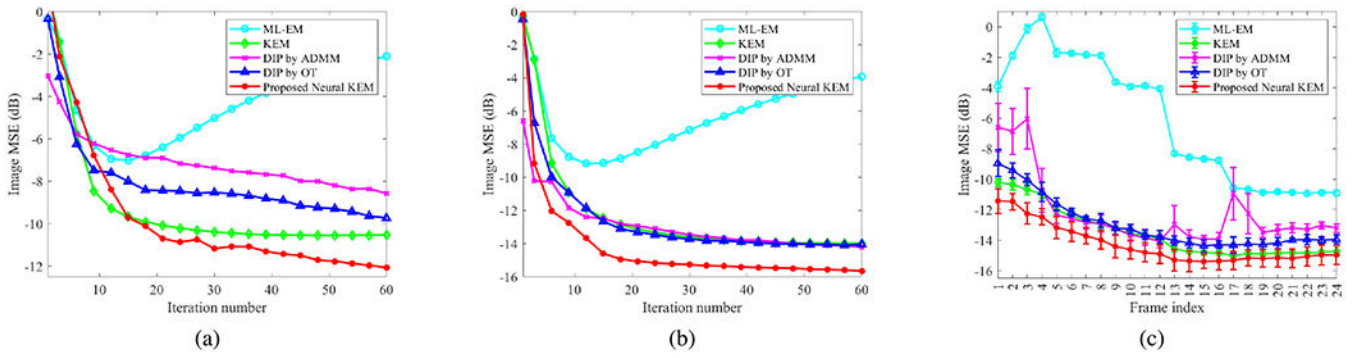 0
-2
-4
-6
-8
-10
-12
Image MSE (dB)
10 20 30 40 50 60
Iteration number
ML-EM
KEM
DIP by ADMM
DIP by OT
Proposed Neural KEM
(a)
0
-2
-4
-6
-8
-10
-12
-14
-16
Image MSE (dB)
10 20 30 40 50 60
Iteration number
ML-EM
KEM
DIP by ADMM
DIP by OT
Proposed Neural KEM
(b)
0
-2
-4
-6
-8
-10
-12
-14
-16
Image MSE (dB)
1 2 3 4 5 6 7 8 9 10 11 12 13 14 15 16 17 18 19 20 21 22 23 24
Frame index
ML-EM
KEM
DIP by ADMM
DIP by OT
Proposed Neural KEM
(c)